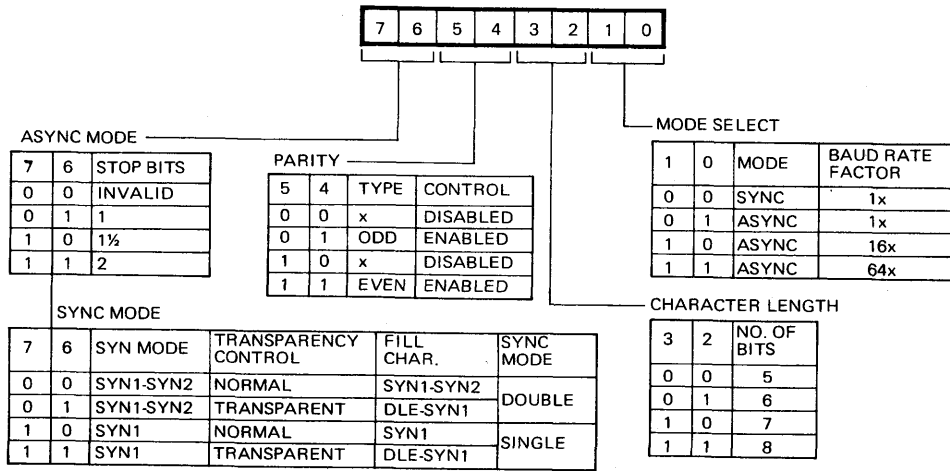 7 6 5 4 3 2 1 0
ASYNC MODE
7 6 STOP BITS
0 0 INVALID
0 1 1
1 0 1½
1 1 2
PARITY
5 4 TYPE CONTROL
0 0 x DISABLED
0 1 ODD ENABLED
1 0 x DISABLED
1 1 EVEN ENABLED
MODE SELECT
1 0 MODE BAUD RATE
FACTOR
0 0 SYNC 1x
0 1 ASYNC 1x
1 0 ASYNC 16x
1 1 ASYNC 64x
SYNC MODE
7 6 SYN MODE TRANSPARENCY FILL SYNC
CONTROL CHAR. MODE
0 0 SYN1-SYN2 NORMAL SYN1-SYN2
DOUBLE
0 1 SYN1-SYN2 TRANSPARENT DLE-SYN1
1 0 SYN1 NORMAL SYN1
SINGLE
1 1 SYN1 TRANSPARENT DLE-SYN1
CHARACTER LENGTH
3 2 NO. OF
BITS
0 0 5
0 1 6
1 0 7
1 1 8